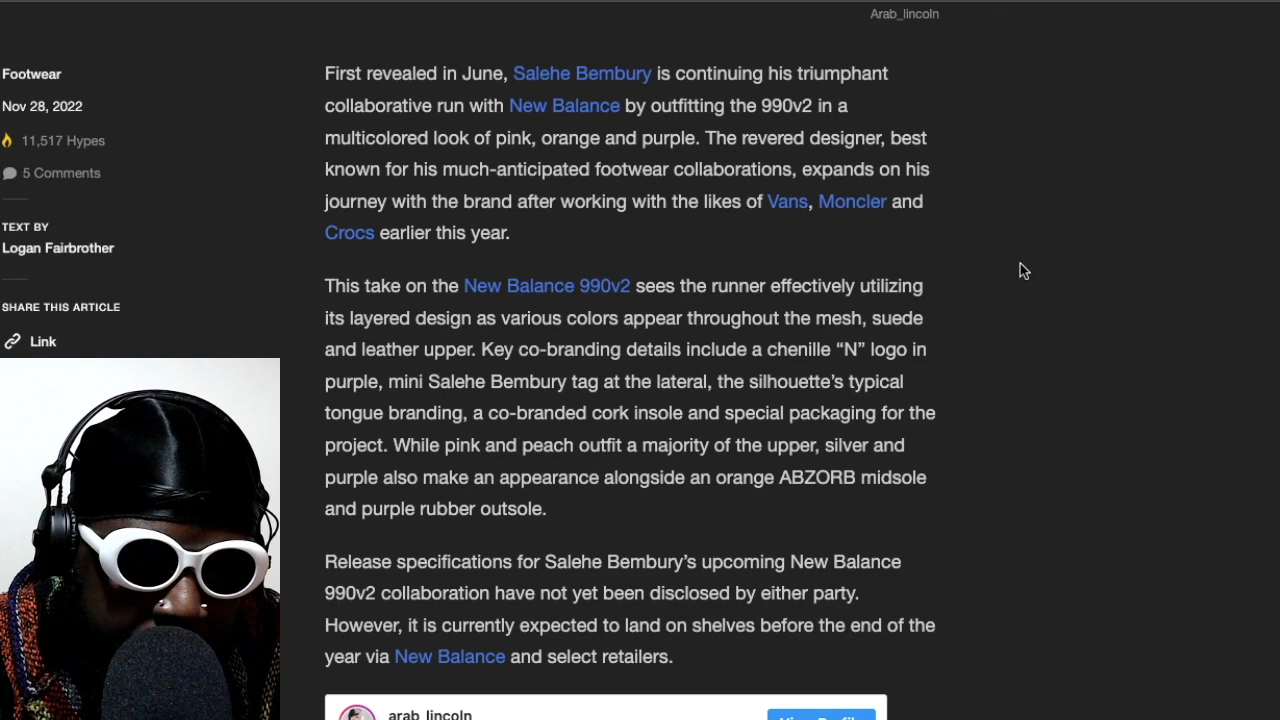 Arab_lincoln
Footwear
Nov 28, 2022
11,517 Hypes
5 Comments
TEXT BY
Logan Fairbrother
SHARE THIS ARTICLE
Link
First revealed in June, Salehe Bembury is continuing his triumphant
collaborative run with New Balance by outfitting the 990v2 in a
multicolored look of pink, orange and purple. The revered designer, best
known for his much-anticipated footwear collaborations, expands on his
journey with the brand after working with the likes of Vans, Moncler and
Crocs earlier this year.
This take on the New Balance 990v2 sees the runner effectively utilizing
its layered design as various colors appear throughout the mesh, suede
and leather upper. Key co-branding details include a chenille “N” logo in
purple, mini Salehe Bembury tag at the lateral, the silhouette’s typical
tongue branding, a co-branded cork insole and special packaging for the
project. While pink and peach outfit a majority of the upper, silver and
purple also make an appearance alongside an orange ABZORB midsole
and purple rubber outsole.
Release specifications for Salehe Bembury’s upcoming New Balance
990v2 collaboration have not yet been disclosed by either party.
However, it is currently expected to land on shelves before the end of the
year via New Balance and select retailers.
arab_lincoln
View Profile